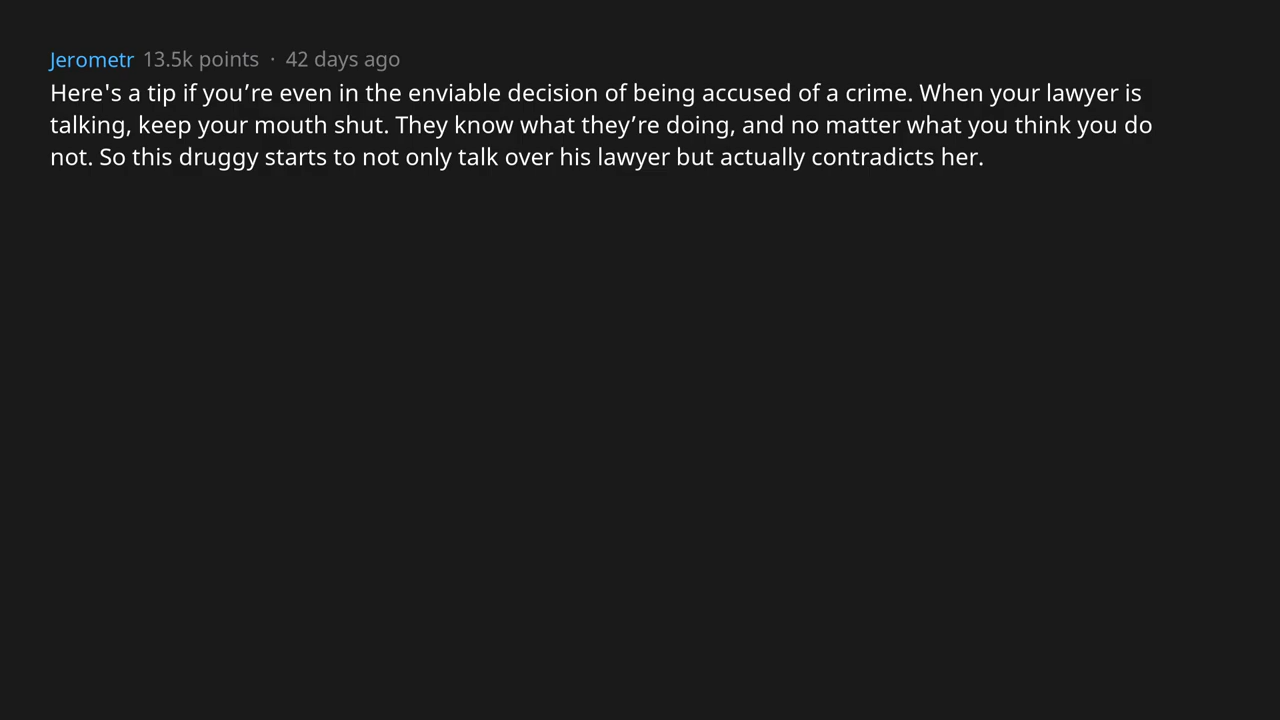 Jerometr 13.5k points · 42 days ago
Here's a tip if you’re even in the enviable decision of being accused of a crime. When your lawyer is
talking, keep your mouth shut. They know what they’re doing, and no matter what you think you do
not. So this druggy starts to not only talk over his lawyer but actually contradicts her.